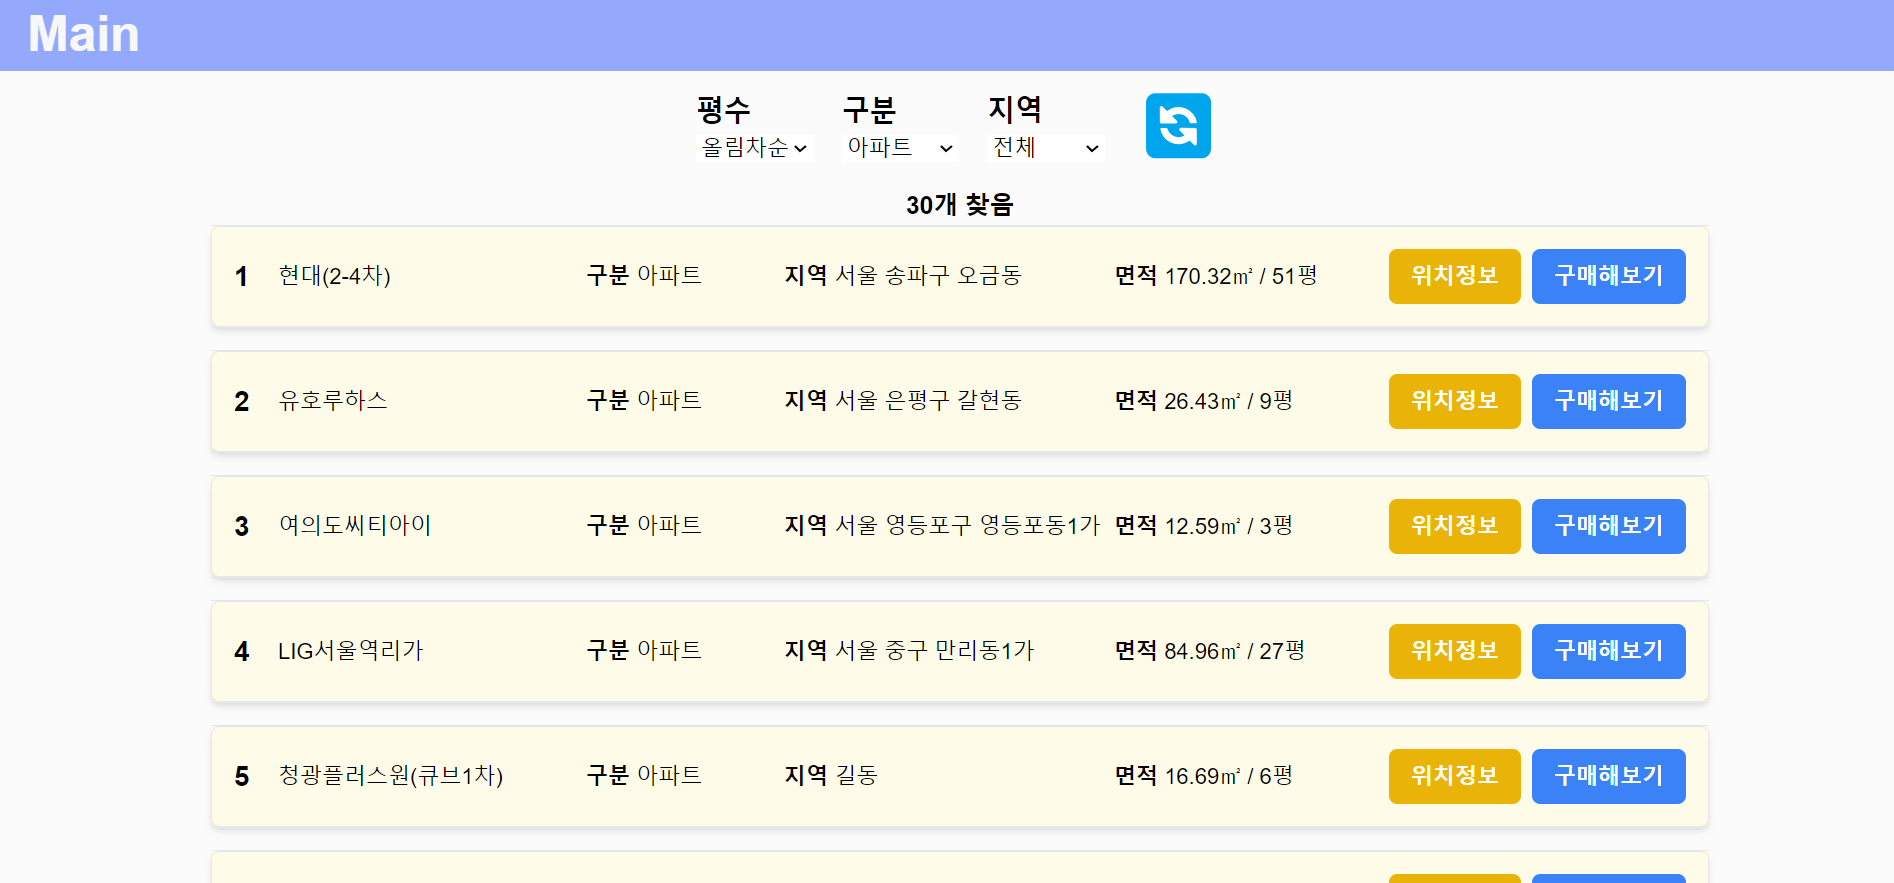 Main
평수 구분 지역
올림차순 아파트 전체
30개 찾음
1 현대(2-4차) 구분 아파트 지역 서울 송파구 오금동 면적 170.32㎡ / 51평 위치정보 구매해보기
2 유호루하스 구분 아파트 지역 서울 은평구 갈현동 면적 26.43㎡ / 9평 위치정보 구매해보기
3 여의도씨티아이 구분 아파트 지역 서울 영등포구 영등포동1가 면적 12.59㎡ / 3평 위치정보 구매해보기
4 LIG서울역리가 구분 아파트 지역 서울 중구 만리동1가 면적 84.96㎡ / 27평 위치정보 구매해보기
5 청광플러스원(큐브1차) 구분 아파트 지역 길동 면적 16.69㎡ / 6평 위치정보 구매해보기